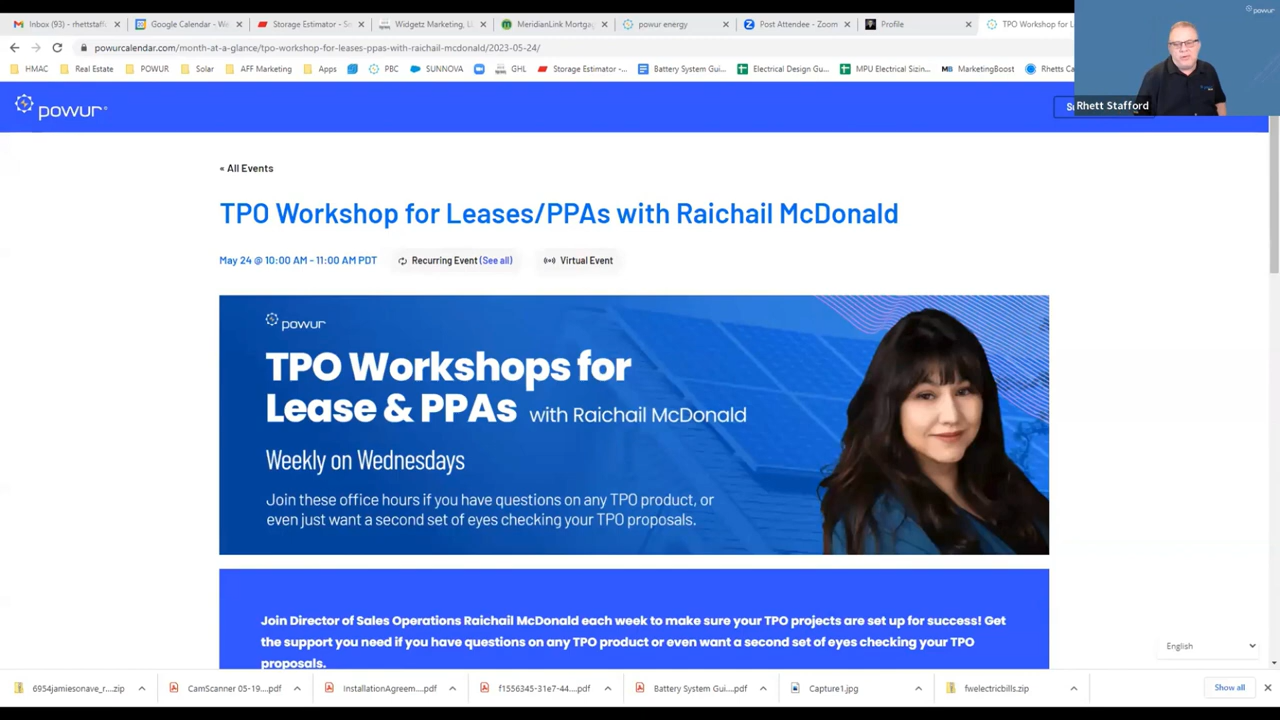 Inbox (93) - rhettstaf
Google Calendar - We
Storage Estimator - S
Widgetz Marketing, L
MeridianLink Mortga
powur energy
Post Attendee - Zoom
Profile
TPO Workshop for L
powurcalendar.com/month-at-a-glance/tpo-workshop-for-leases-ppas-with-raichail-mcdonald/2023-05-24/
HMAC
Real Estate
POWUR
Solar
AFF Marketing
Apps
PBC
SUNNOVA
GHL
Storage Estimator -...
Battery System Gui...
Electrical Design Gu...
MPU Electrical Sizin...
MarketingBoost
Rhetts Ca
powur
Rhett Stafford
powur
« All Events
TPO Workshop for Leases/PPAs with Raichail McDonald
May 24 @ 10:00 AM - 11:00 AM PDT
Recurring Event (See all)
Virtual Event
powur
TPO Workshops for
Lease & PPAs with Raichail McDonald
Weekly on Wednesdays
Join these office hours if you have questions on any TPO product, or
even just want a second set of eyes checking your TPO proposals.
Join Director of Sales Operations Raichail McDonald each week to make sure your TPO projects are set up for success! Get
the support you need if you have questions on any TPO product or even want a second set of eyes checking your TPO
proposals.
English
6954jamiesonave_r....zip
CamScanner 05-19....pdf
InstallationAgreem....pdf
f1556345-31e7-44....pdf
Battery System Gui....pdf
Capture1.jpg
fwelectricbills.zip
Show all